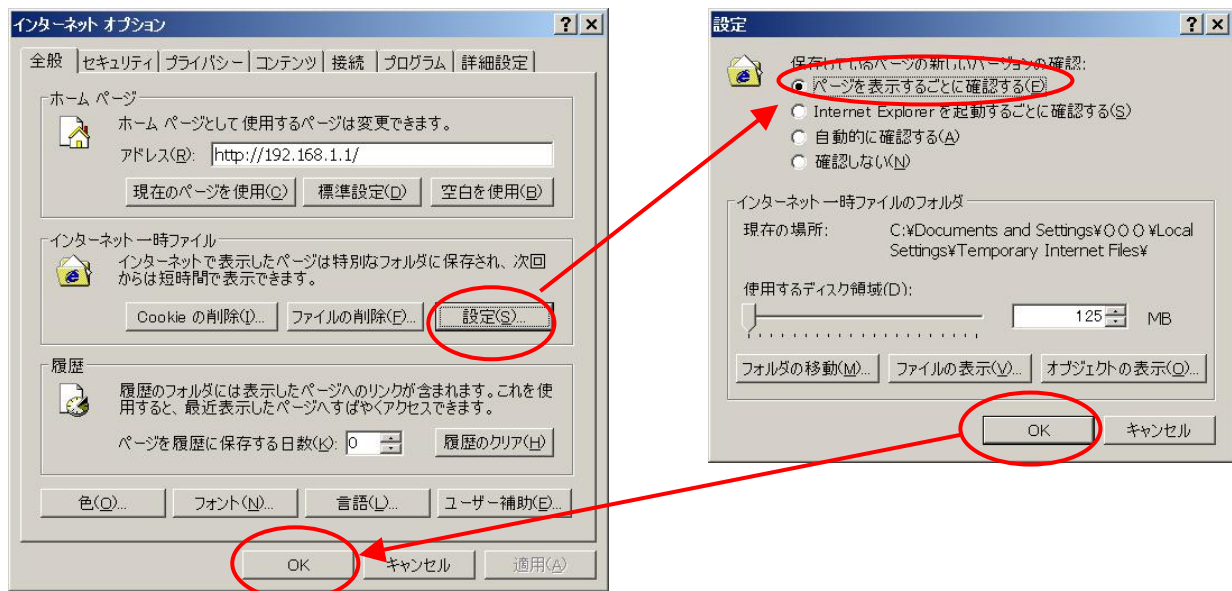 インターネット オプション
全般 セキュリティ プライバシー コンテンツ 接続 プログラム 詳細設定
ホーム ページ
ホーム ページとして使用するページは変更できます。
アドレス(R): http://192.168.1.1/
現在のページを使用(C) 標準設定(D) 空白を使用(B)
インターネット一時ファイル
インターネットで表示したページは特別なフォルダに保存され、次回
からは短時間で表示できます。
Cookie の削除(I)... ファイルの削除(F)... 設定(S)...
履歴
履歴のフォルダには表示したページへのリンクが含まれます。これを使
用すると、最近表示したページへすばやくアクセスできます。
ページを履歴に保存する日数(K): 0 履歴のクリア(H)
色(O)... フォント(N)... 言語(L)... ユーザー補助(E)...
OK キャンセル 適用(A)
設定
保存しているページの新しいバージョンの確認:
ページを表示するごとに確認する(E)
Internet Explorer を起動するごとに確認する(S)
自動的に確認する(A)
確認しない(N)
インターネット一時ファイルのフォルダ
現在の場所: C:¥Documents and Settings¥○○○¥Local
Settings¥Temporary Internet Files¥
使用するディスク領域(D):
125 MB
フォルダの移動(M)... ファイルの表示(V)... オブジェクトの表示(O)...
OK キャンセル